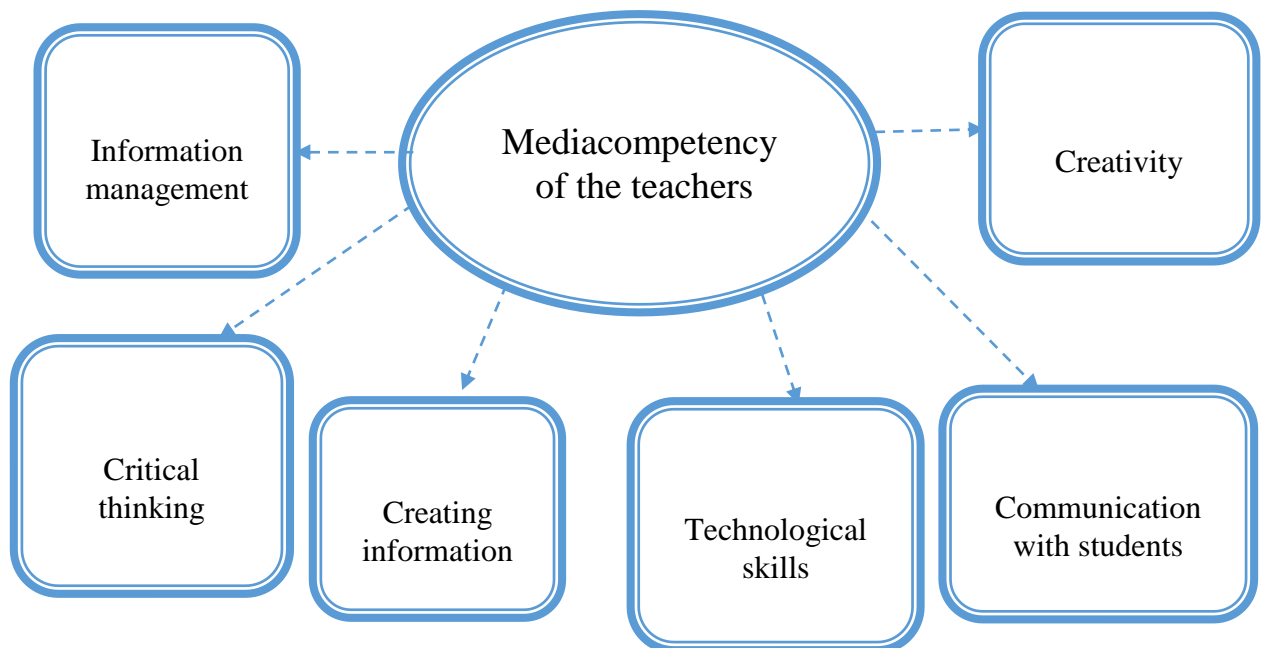 Mediacompetency
of the teachers
Information
management
Creativity
Critical
thinking
Creating
information
Technological
skills
Communication
with students